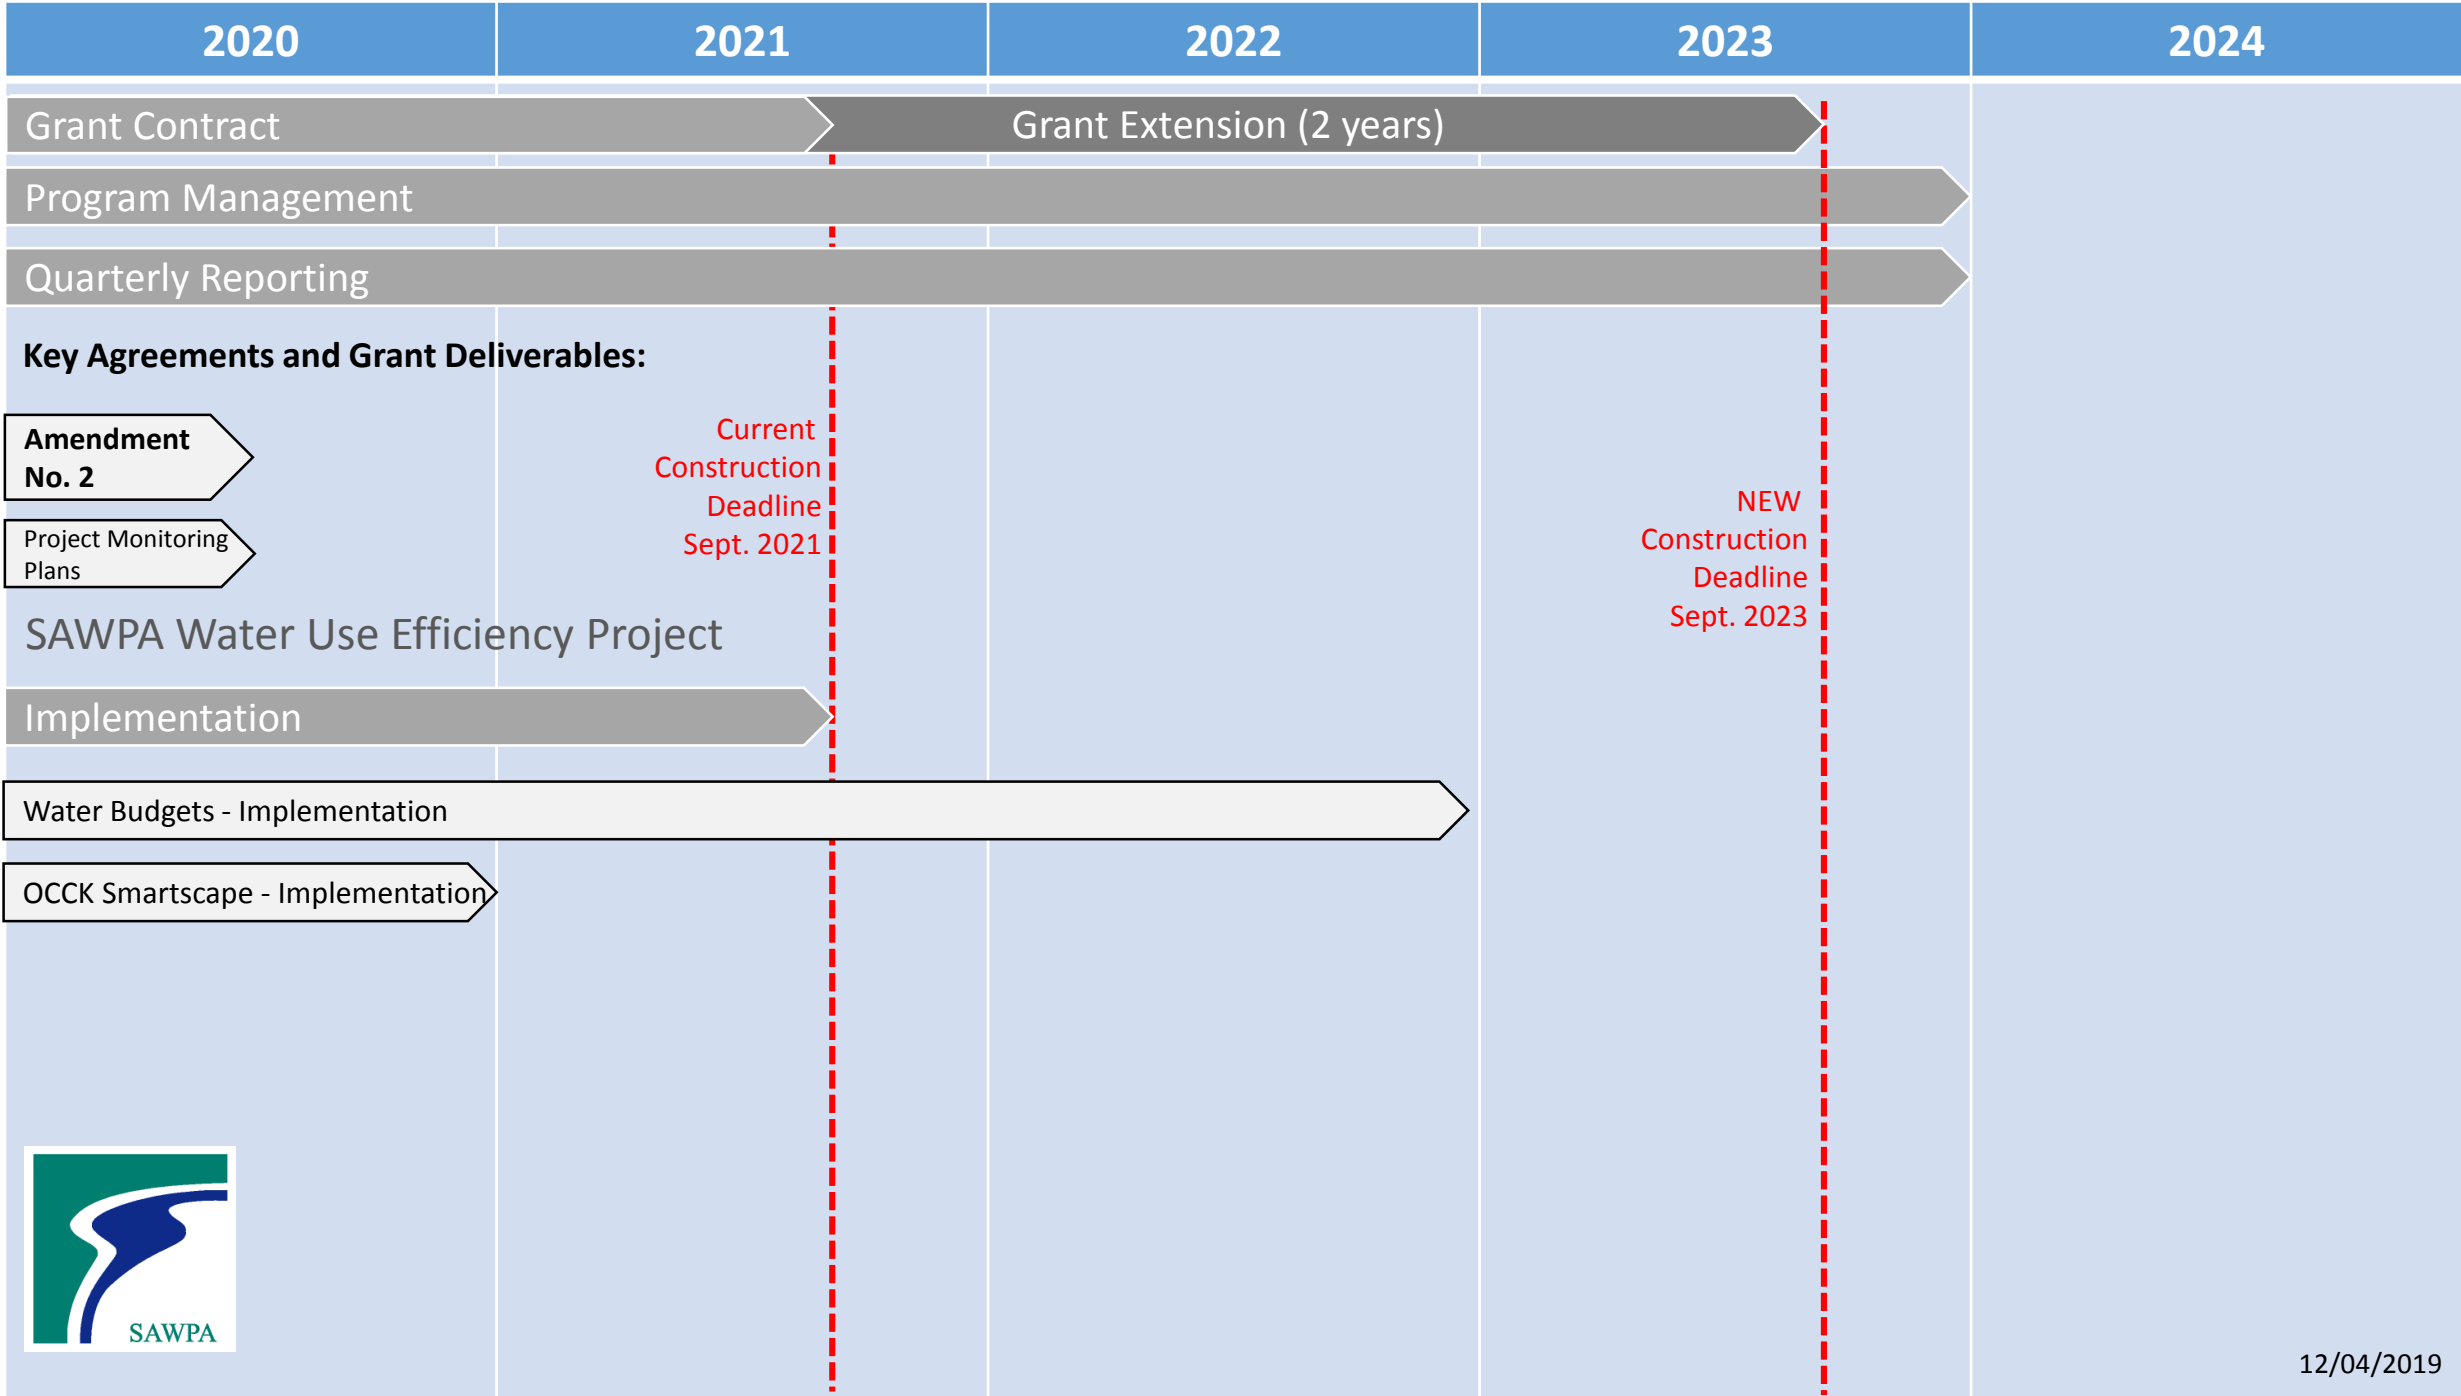 2020 2021 2022 2023 2024
Grant Contract
Grant Extension (2 years)
Program Management
Quarterly Reporting
Key Agreements and Grant Deliverables:
Amendment
No. 2
Project Monitoring
Plans
Current
Construction
Deadline
Sept. 2021
NEW
Construction
Deadline
Sept. 2023
SAWPA Water Use Efficiency Project
Implementation
Water Budgets - Implementation
OCCK Smartscape - Implementation
SAWPA
12/04/2019